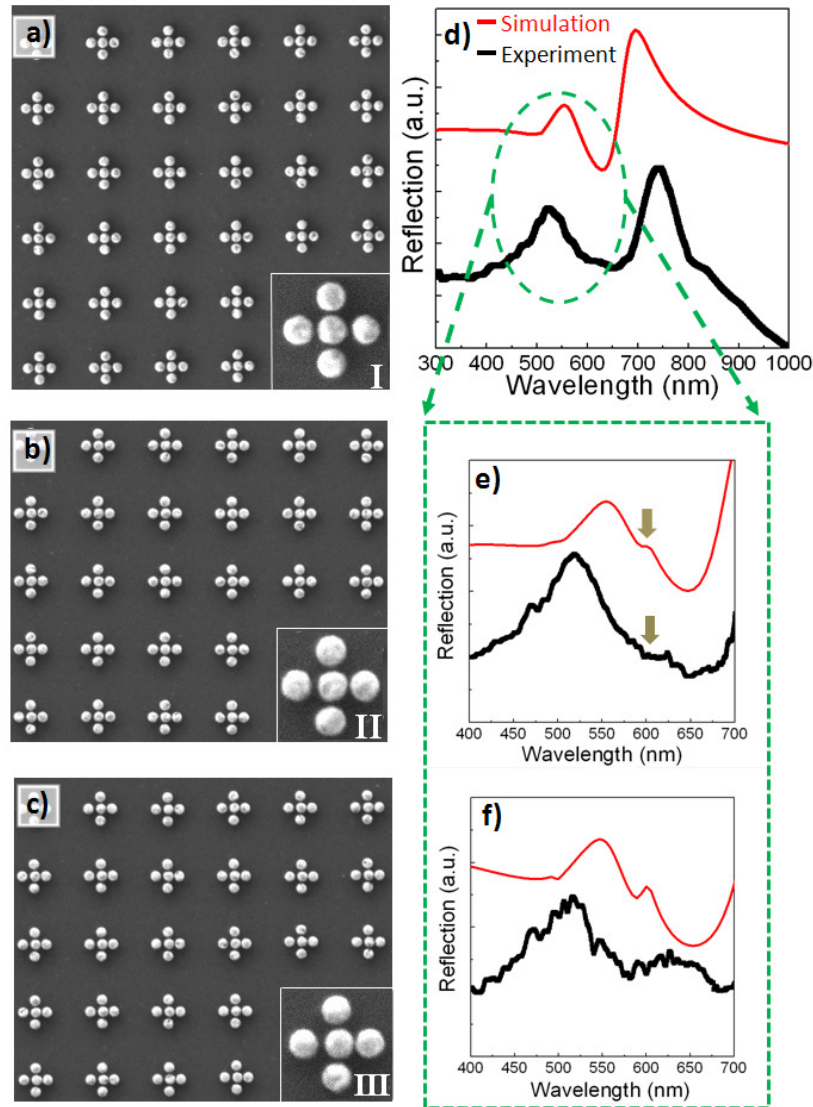 a)
I
b)
II
c)
III
d)
Simulation
Experiment
Reflection (a.u.)
300 400 500 600 700 800 900 1000
Wavelength (nm)
e)
Reflection (a.u.)
400 450 500 550 600 650 700
Wavelength (nm)
f)
Reflection (a.u.)
400 450 500 550 600 650 700
Wavelength (nm)